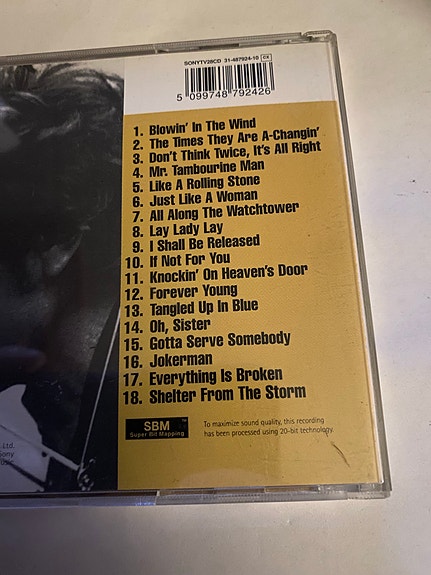 SONYTV28CD 31-487924-10 CX
5 099748 792426
1. Blowin' In The Wind
2. The Times They Are A-Changin'
3. Don't Think Twice, It's All Right
4. Mr. Tambourine Man
5. Like A Rolling Stone
6. Just Like A Woman
7. All Along The Watchtower
8. Lay Lady Lay
9. I Shall Be Released
10. If Not For You
11. Knockin' On Heaven's Door
12. Forever Young
13. Tangled Up In Blue
14. Oh, Sister
15. Gotta Serve Somebody
16. Jokerman
17. Everything Is Broken
18. Shelter From The Storm
SBM
Super Bit Mapping
To maximize sound quality, this recording
has been processed using 20-bit technology.
Ltd.
Sony